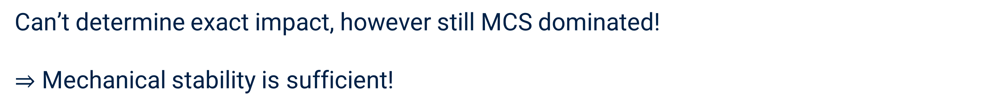 Can’t determine exact impact, however still MCS dominated!
⇒ Mechanical stability is sufficient!